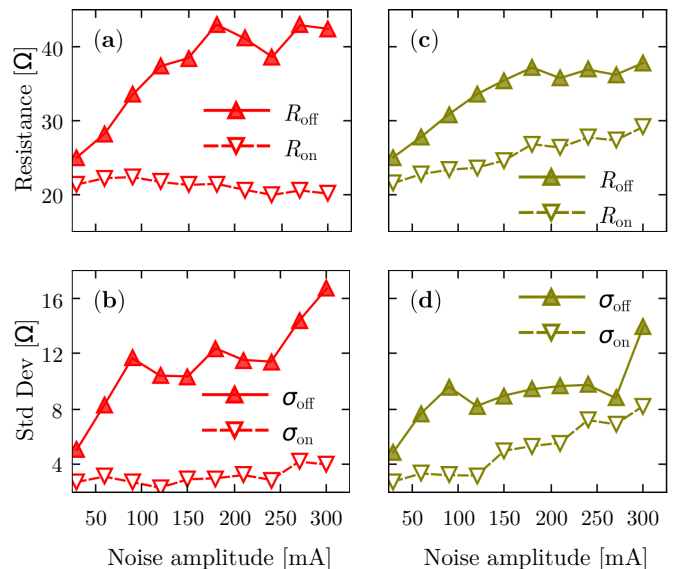 (a)
Resistance [Ω]
40
30
20
R_off
R_on
(c)
R_off
R_on
(b)
Std Dev [Ω]
16
12
8
4
σ_off
σ_on
50 100 150 200 250 300
Noise amplitude [mA]
(d)
σ_off
σ_on
50 100 150 200 250 300
Noise amplitude [mA]